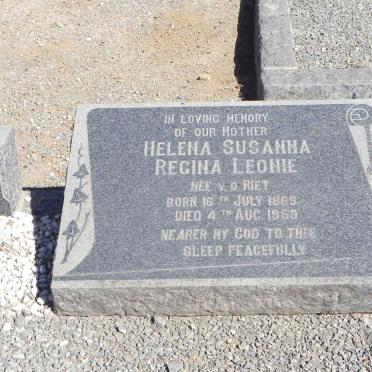 IN LOVING MEMORY
OF OUR MOTHER
HELENA SUSANNA
REGINA LEONIE
NEE V.D RIET
BORN 16TH JULY 1869
DIED 4TH AUG 1959
NEARER MY GOD TO THEE
SLEEP PEACEFULLY